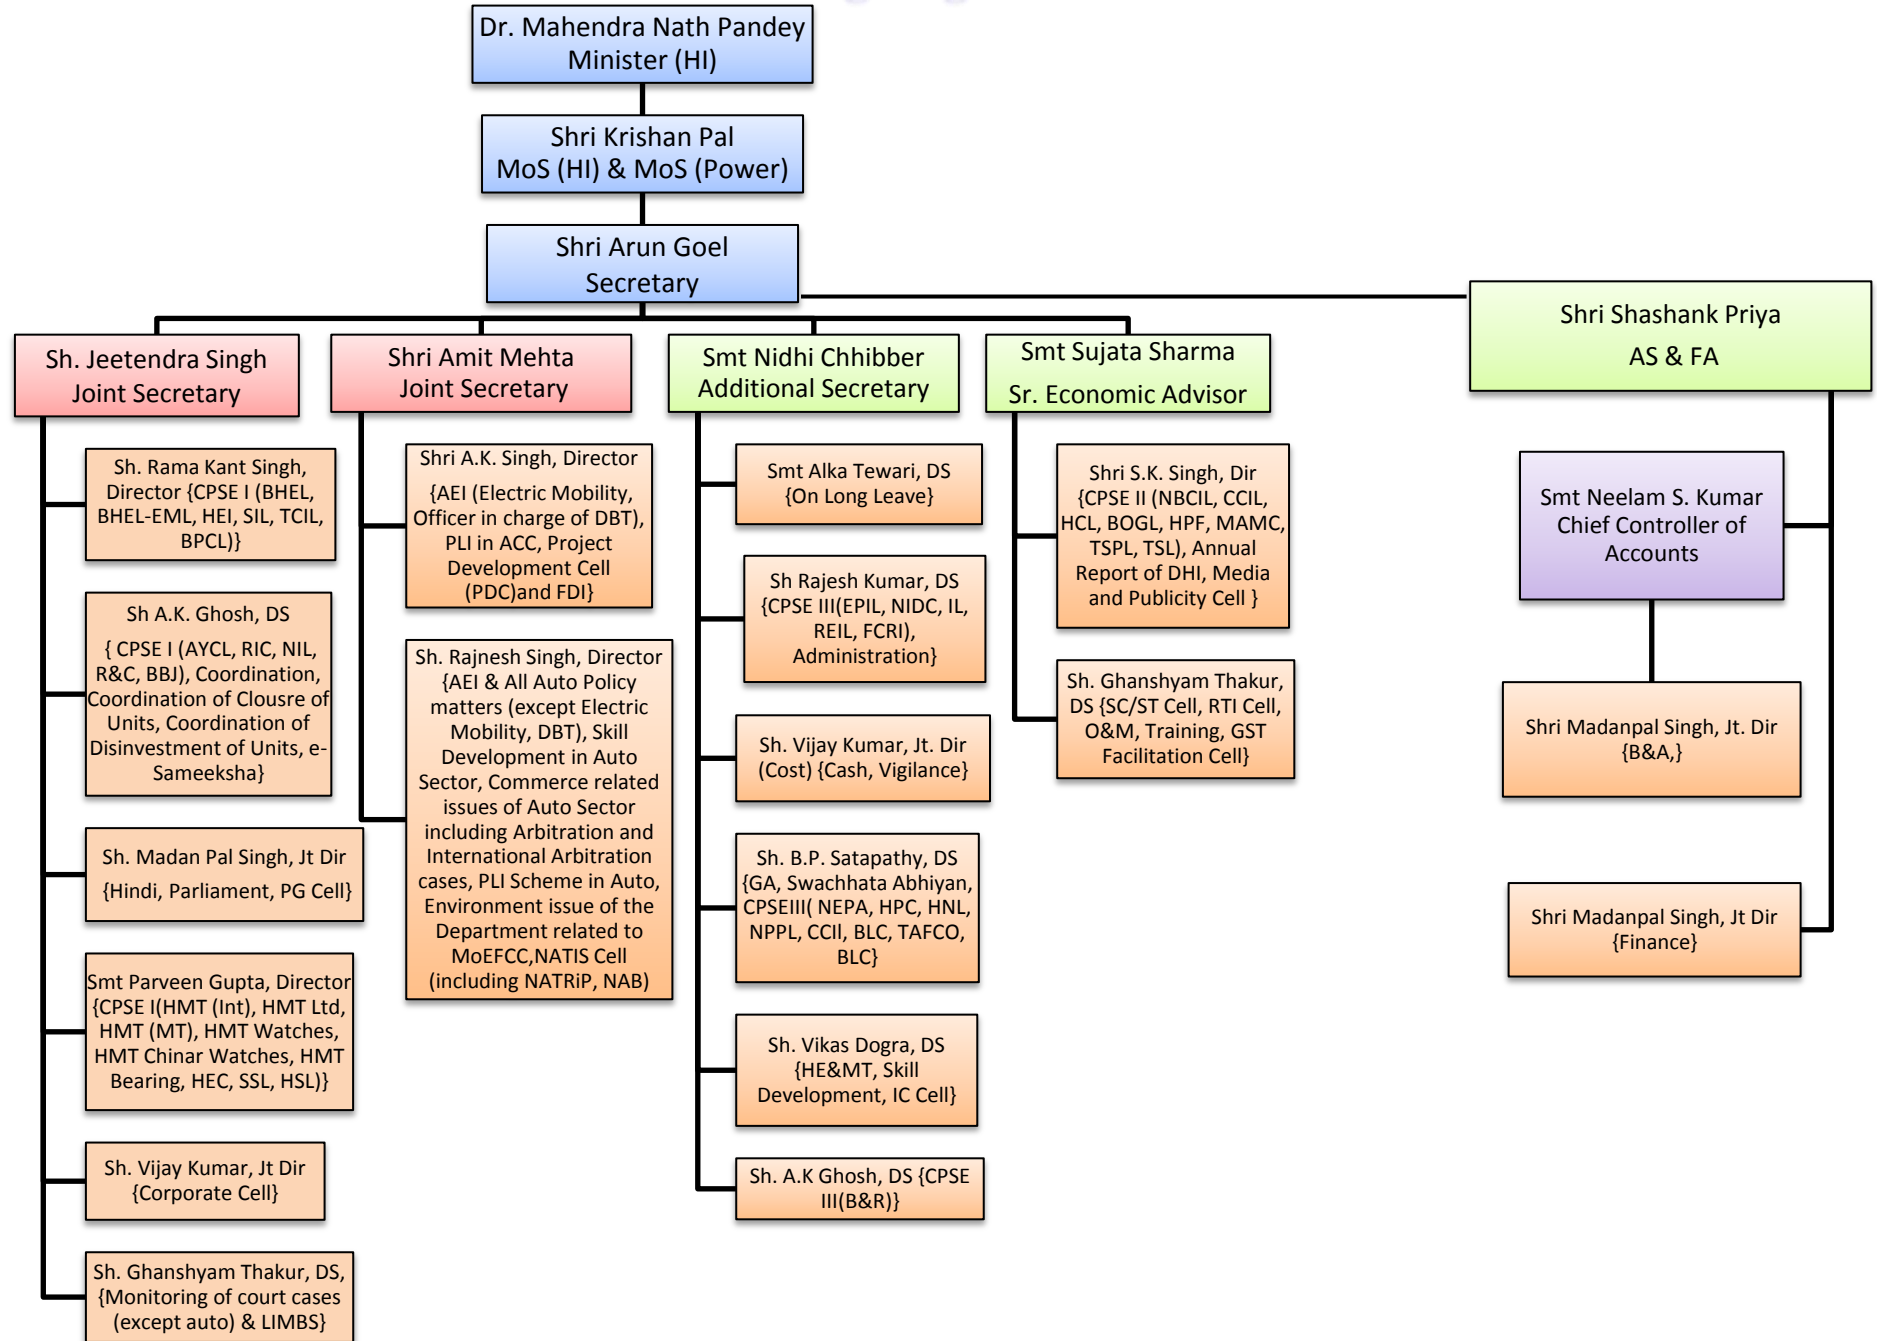 Dr. Mahendra Nath Pandey
Minister (HI)
Shri Krishan Pal
MoS (HI) & MoS (Power)
Shri Arun Goel
Secretary
Shri Shashank Priya
AS & FA
Sh. Jeetendra Singh
Joint Secretary
Shri Amit Mehta
Joint Secretary
Smt Nidhi Chhibber
Additional Secretary
Smt Sujata Sharma
Sr. Economic Advisor
Sh. Rama Kant Singh,
Director {CPSE I (BHEL,
BHEL-EML, HEI, SIL, TCIL,
BPCL)}
Sh A.K. Ghosh, DS
{ CPSE I (AYCL, RIC, NIL,
R&C, BBJ), Coordination,
Coordination of Clousre of
Units, Coordination of
Disinvestment of Units, e-
Sameeksha}
Sh. Madan Pal Singh, Jt Dir
{Hindi, Parliament, PG Cell}
Smt Parveen Gupta, Director
{CPSE I(HMT (Int), HMT Ltd,
HMT (MT), HMT Watches,
HMT Chinar Watches, HMT
Bearing, HEC, SSL, HSL)}
Sh. Vijay Kumar, Jt Dir
{Corporate Cell}
Sh. Ghanshyam Thakur, DS,
{Monitoring of court cases
(except auto) & LIMBS}
Shri A.K. Singh, Director
{AEI (Electric Mobility,
Officer in charge of DBT),
PLI in ACC, Project
Development Cell
(PDC)and FDI}
Sh. Rajnesh Singh, Director
{AEI & All Auto Policy
matters (except Electric
Mobility, DBT), Skill
Development in Auto
Sector, Commerce related
issues of Auto Sector
including Arbitration and
International Arbitration
cases, PLI Scheme in Auto,
Environment issue of the
Department related to
MoEFCC,NATIS Cell
(including NATRiP, NAB)
Smt Alka Tewari, DS
{On Long Leave}
Sh Rajesh Kumar, DS
{CPSE III(EPIL, NIDC, IL,
REIL, FCRI),
Administration}
Sh. Vijay Kumar, Jt. Dir
(Cost) {Cash, Vigilance}
Sh. B.P. Satapathy, DS
{GA, Swachhata Abhiyan,
CPSEIII( NEPA, HPC, HNL,
NPPL, CCIl, BLC, TAFCO,
BLC}
Sh. Vikas Dogra, DS
{HE&MT, Skill
Development, IC Cell}
Sh. A.K Ghosh, DS {CPSE
III(B&R)}
Shri S.K. Singh, Dir
{CPSE II (NBCIL, CCIL,
HCL, BOGL, HPF, MAMC,
TSPL, TSL), Annual
Report of DHI, Media
and Publicity Cell }
Sh. Ghanshyam Thakur,
DS {SC/ST Cell, RTI Cell,
O&M, Training, GST
Facilitation Cell}
Smt Neelam S. Kumar
Chief Controller of
Accounts
Shri Madanpal Singh, Jt. Dir
{B&A,}
Shri Madanpal Singh, Jt Dir
{Finance}